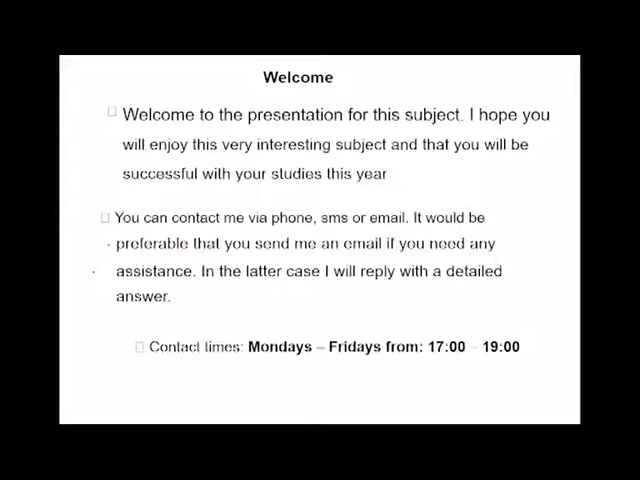 Welcome
Welcome to the presentation for this subject. I hope you
will enjoy this very interesting subject and that you will be
successful with your studies this year
You can contact me via phone, sms or email. It would be
preferable that you send me an email if you need any
assistance. In the latter case I will reply with a detailed
answer.
Contact times: Mondays – Fridays from: 17:00 – 19:00